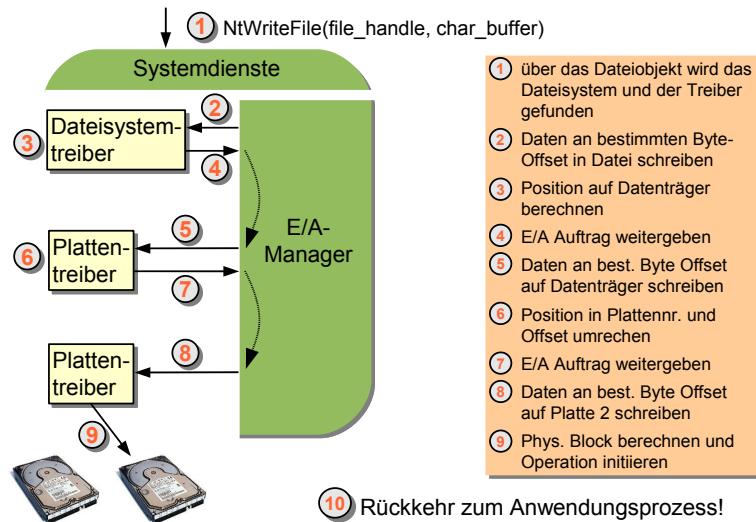 1 NtWriteFile(file_handle, char_buffer)
Systemdienste
2
3 Dateisystem-
treiber
4
E/A-
Manager
5
6 Platten-
treiber
7
8
Platten-
treiber
9
10 Rückkehr zum Anwendungsprozess!
1 über das Dateiobjekt wird das
Dateisystem und der Treiber
gefunden
2 Daten an bestimmten Byte-
Offset in Datei schreiben
3 Position auf Datenträger
berechnen
4 E/A Auftrag weitergeben
5 Daten an best. Byte Offset
auf Datenträger schreiben
6 Position in Plattennr. und
Offset umrechen
7 E/A Auftrag weitergeben
8 Daten an best. Byte Offset
auf Platte 2 schreiben
9 Phys. Block berechnen und
Operation initiieren